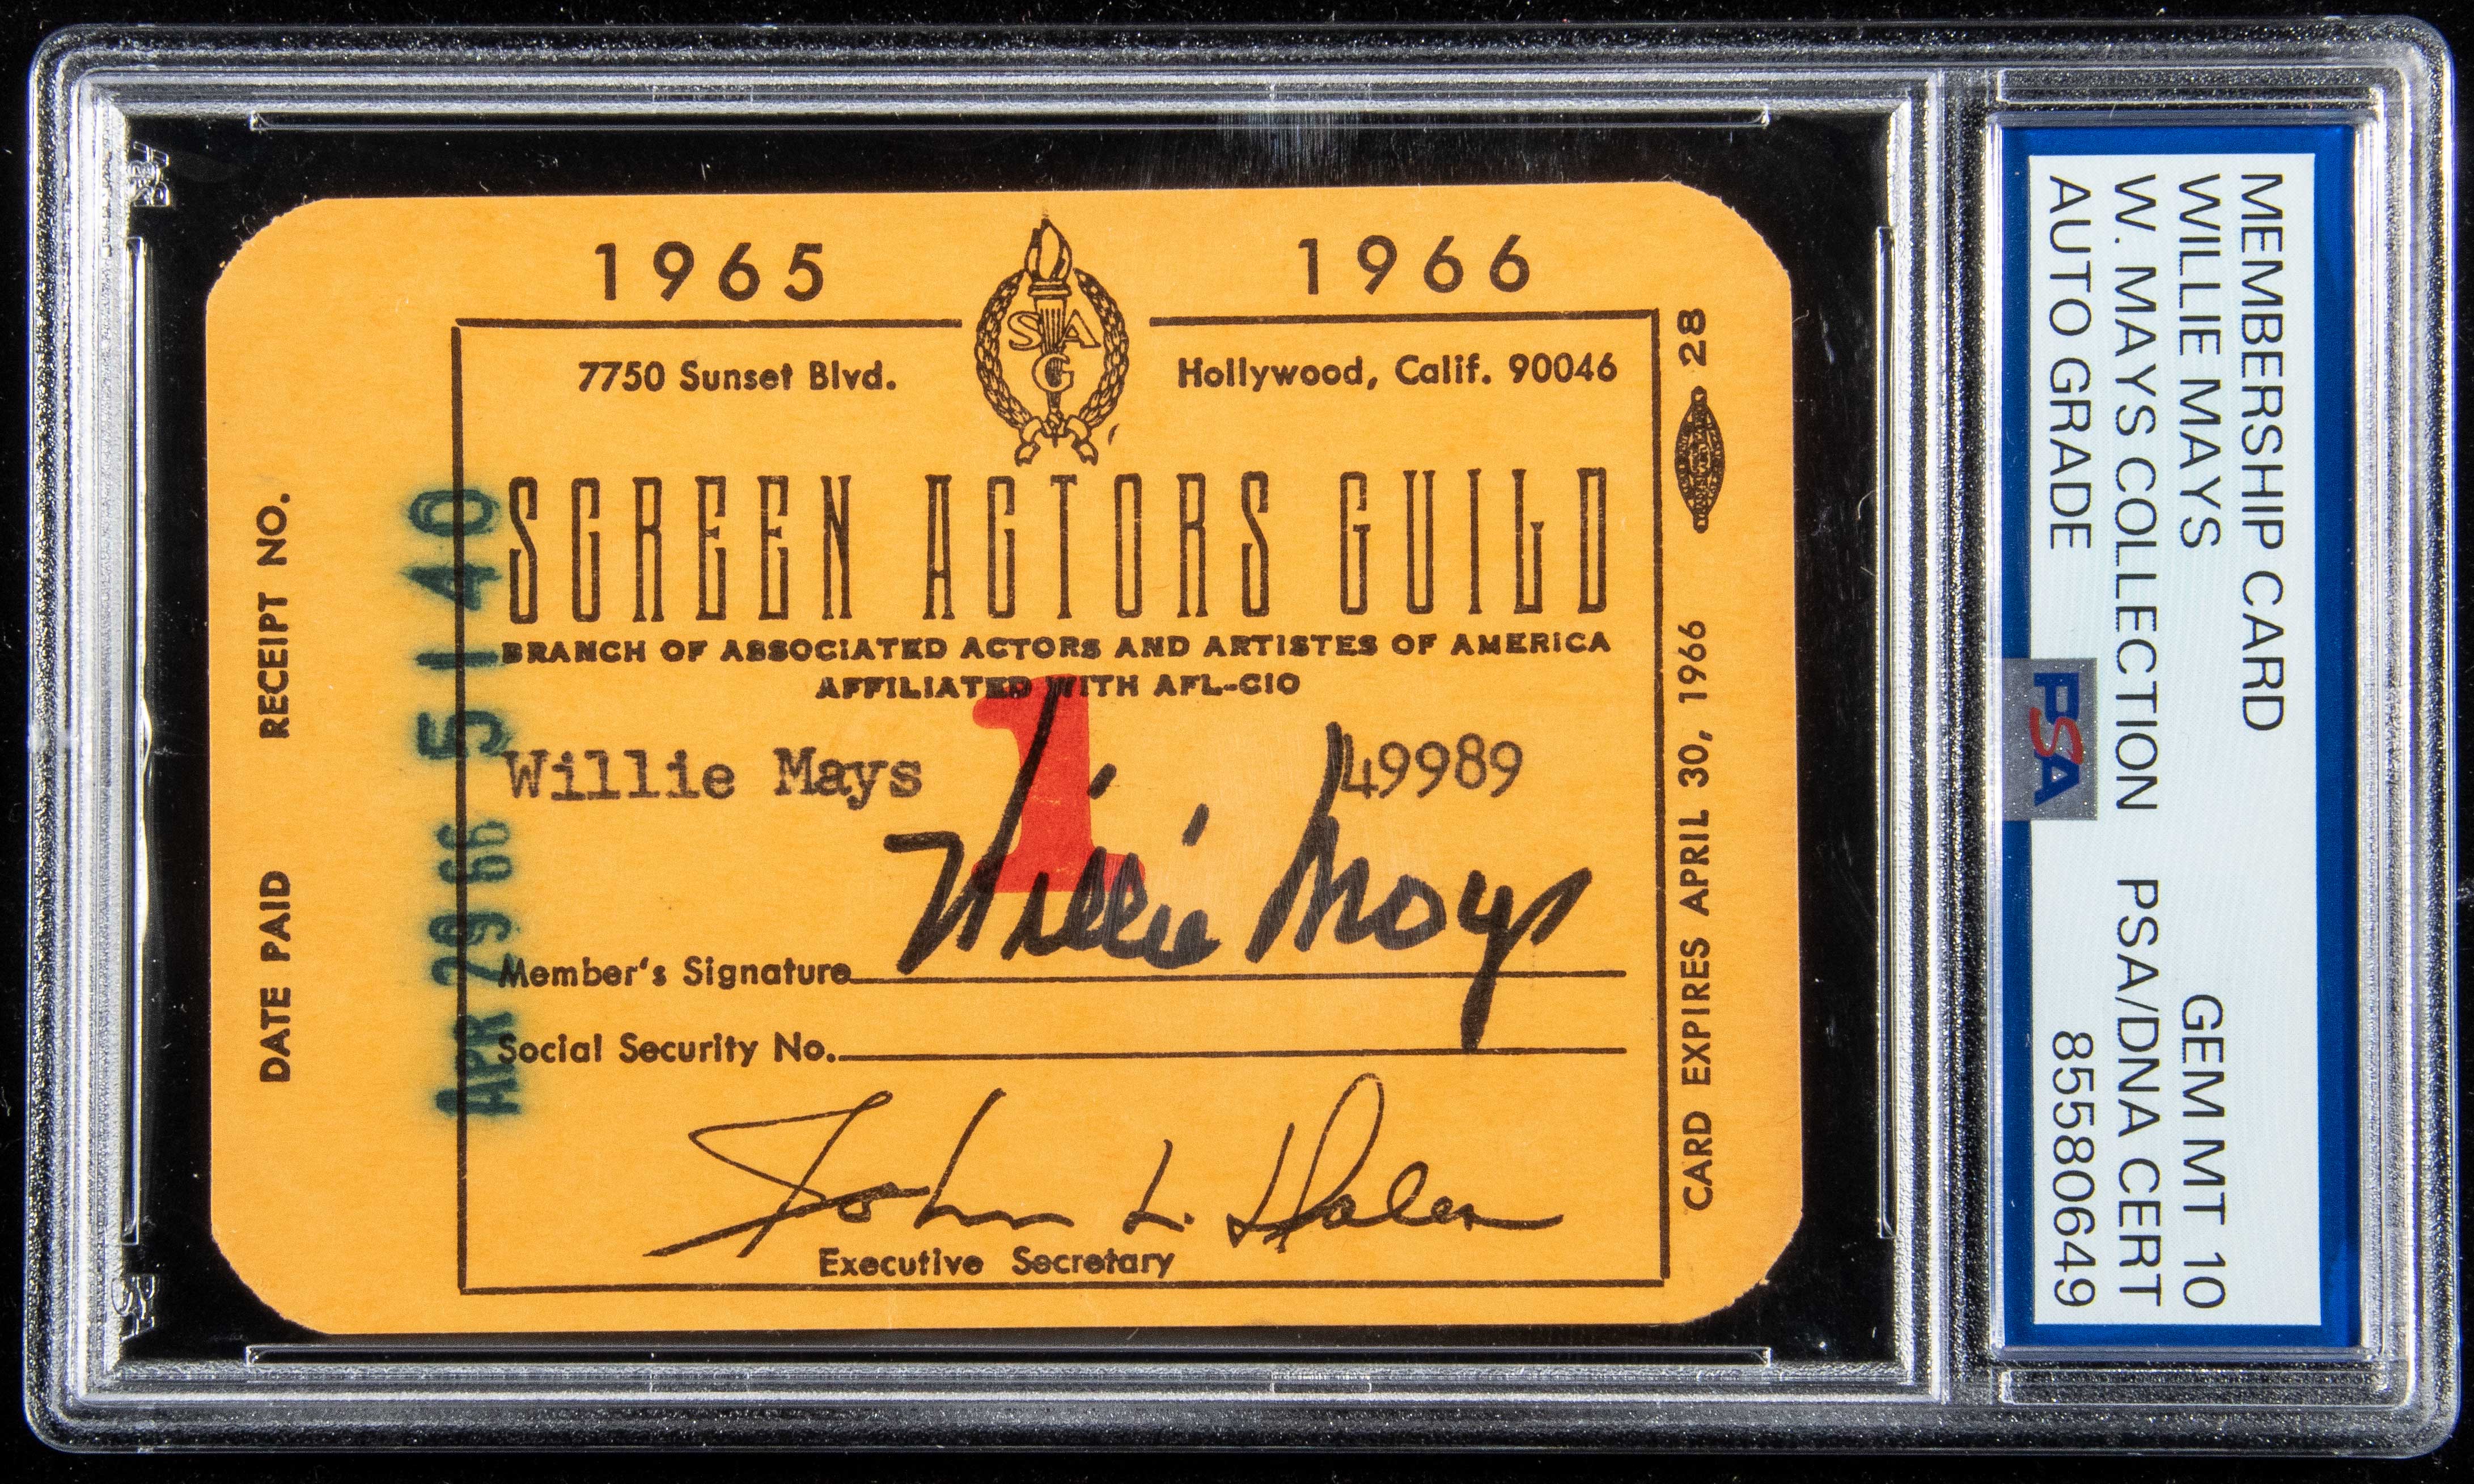 1965 1966
SAG
7750 Sunset Blvd. Hollywood, Calif. 90046
SCREEN ACTORS GUILD
BRANCH OF ASSOCIATED ACTORS AND ARTISTES OF AMERICA
AFFILIATED WITH AFL-CIO
1
Willie Mays 49989
Willie Mays
Member's Signature
Social Security No.
John L. Dales
Executive Secretary
DATE PAID RECEIPT NO.
APR 29 66 5140
CARD EXPIRES APRIL 30, 1966 28
MEMBERSHIP CARD
WILLIE MAYS GEM MT 10
W. MAYS COLLECTION PSA/DNA CERT
AUTO GRADE 85580649
PSA